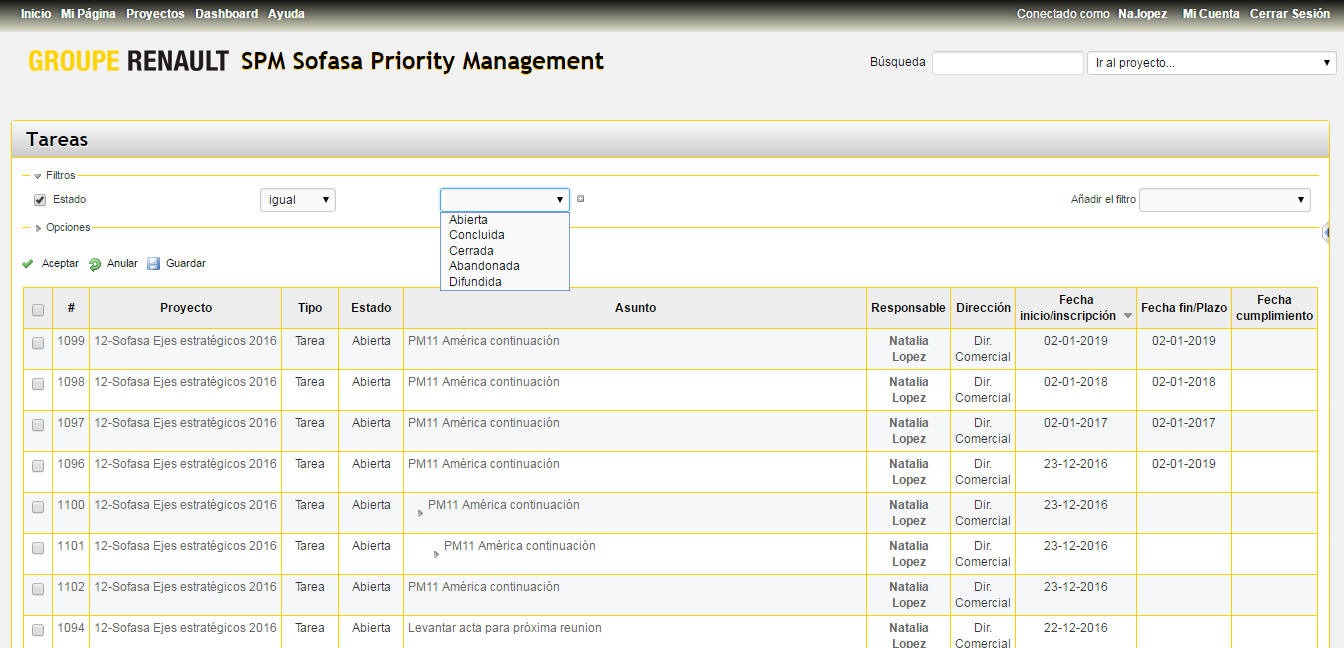 Inicio Mi Página Proyectos Dashboard Ayuda Conectado como Na.lopez Mi Cuenta Cerrar Sesión
GROUPE RENAULT SPM Sofasa Priority Management Búsqueda Ir al proyecto...
Tareas
Filtros
Estado igual Añadir el filtro
Abierta
Concluida
Cerrada
Abandonada
Difundida
Opciones
Aceptar Anular Guardar
# Proyecto Tipo Estado Asunto Responsable Dirección Fecha inicio/inscripción Fecha fin/Plazo Fecha cumplimiento
1099 12-Sofasa Ejes estratégicos 2016 Tarea Abierta PM11 América continuación Natalia Lopez Dir. Comercial 02-01-2019 02-01-2019
1098 12-Sofasa Ejes estratégicos 2016 Tarea Abierta PM11 América continuación Natalia Lopez Dir. Comercial 02-01-2018 02-01-2018
1097 12-Sofasa Ejes estratégicos 2016 Tarea Abierta PM11 América continuación Natalia Lopez Dir. Comercial 02-01-2017 02-01-2017
1096 12-Sofasa Ejes estratégicos 2016 Tarea Abierta PM11 América continuación Natalia Lopez Dir. Comercial 23-12-2016 02-01-2019
1100 12-Sofasa Ejes estratégicos 2016 Tarea Abierta PM11 América continuación Natalia Lopez Dir. Comercial 23-12-2016
1101 12-Sofasa Ejes estratégicos 2016 Tarea Abierta PM11 América continuación Natalia Lopez Dir. Comercial 23-12-2016
1102 12-Sofasa Ejes estratégicos 2016 Tarea Abierta PM11 América continuación Natalia Lopez Dir. Comercial 23-12-2016
1094 12-Sofasa Ejes estratégicos 2016 Tarea Abierta Levantar acta para próxima reunion Natalia Lopez Dir. Comercial 22-12-2016